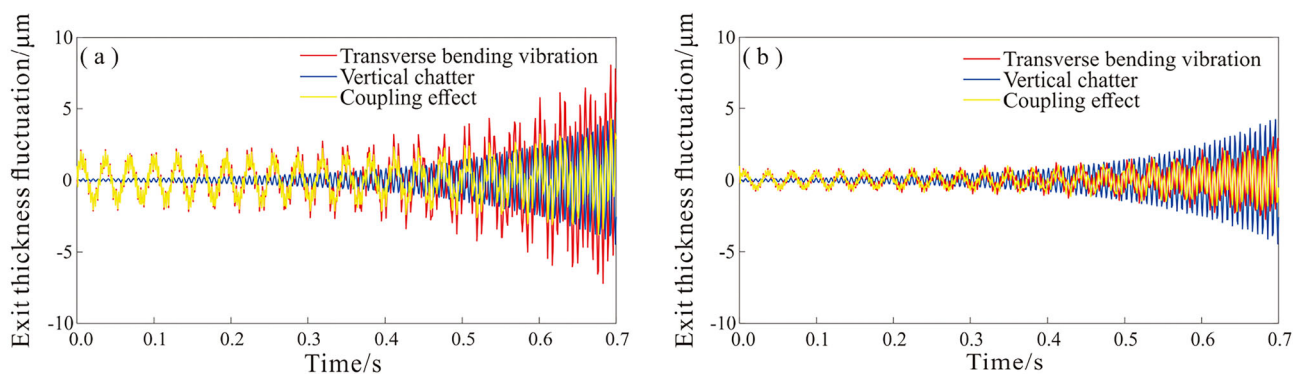 Exit thickness fluctuation/μm
10
5
0
-5
-10
( a )
Transverse bending vibration
Vertical chatter
Coupling effect
0.0 0.1 0.2 0.3 0.4 0.5 0.6 0.7
Time/s
Exit thickness fluctuation/μm
10
5
0
-5
-10
( b )
Transverse bending vibration
Vertical chatter
Coupling effect
0.0 0.1 0.2 0.3 0.4 0.5 0.6 0.7
Time/s